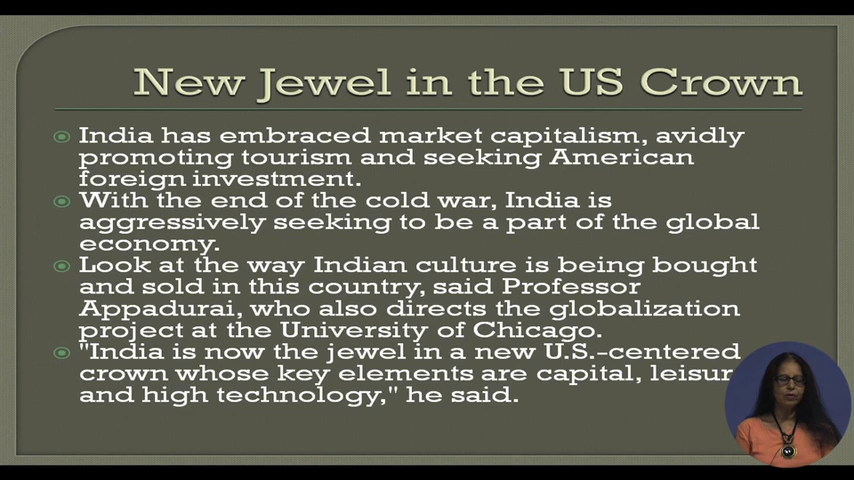 New Jewel in the US Crown
India has embraced market capitalism, avidly
promoting tourism and seeking American
foreign investment.
With the end of the cold war, India is
aggressively seeking to be a part of the global
economy.
Look at the way Indian culture is being bought
and sold in this country, said Professor
Appadurai, who also directs the globalization
project at the University of Chicago.
"India is now the jewel in a new U.S.-centered
crown whose key elements are capital, leisur
and high technology," he said.